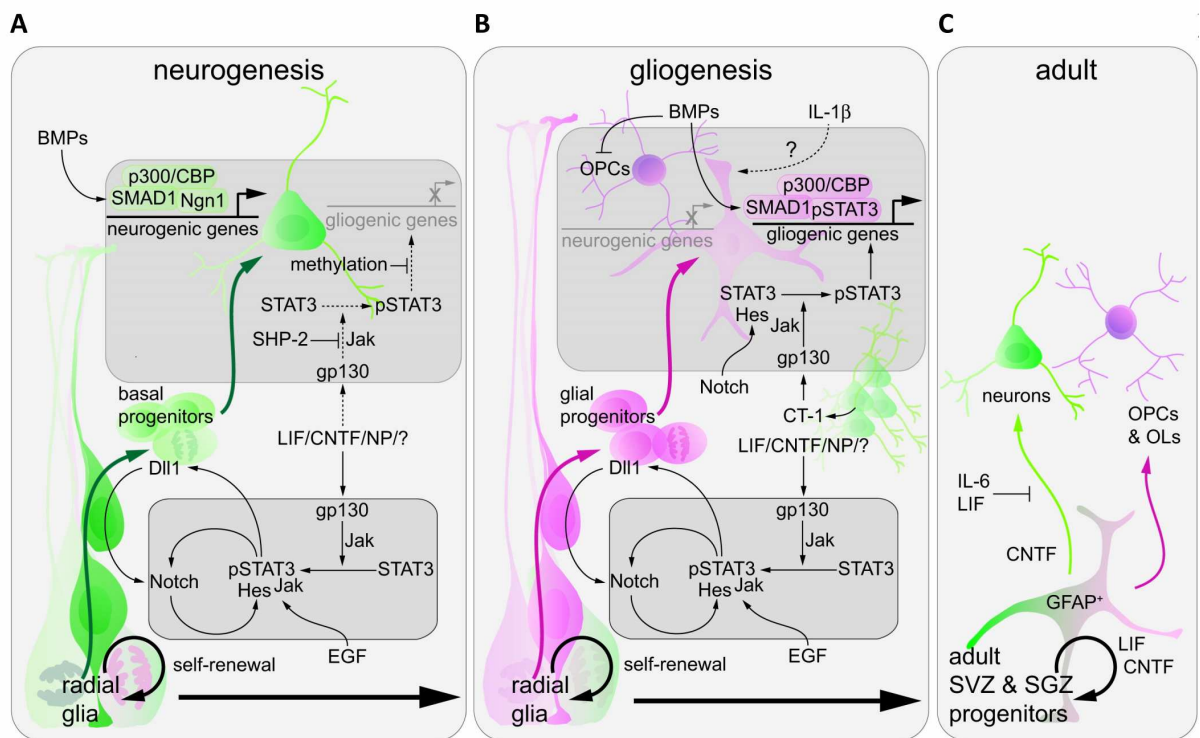 A
neurogenesis
BMPs
p300/CBP
SMAD1 Ngn1
neurogenic genes
X
gliogenic genes
methylation
STAT3
pSTAT3
SHP-2
Jak
gp130
basal
progenitors
LIF/CNTF/NP/?
Dll1
gp130
Jak
Notch
pSTAT3
STAT3
Hes
Jak
EGF
self-renewal
radial
glia
B
gliogenesis
BMPs
IL-1β
?
OPCs
p300/CBP
SMAD1 pSTAT3
X
neurogenic genes
gliogenic genes
STAT3
pSTAT3
Hes
Jak
gp130
Notch
glial
progenitors
CT-1
LIF/CNTF/NP/?
Dll1
gp130
Jak
Notch
pSTAT3
STAT3
Hes
Jak
EGF
self-renewal
radial
glia
C
adult
neurons
OPCs
& OLs
IL-6
LIF
CNTF
GFAP+
LIF
CNTF
adult
SVZ & SGZ
progenitors